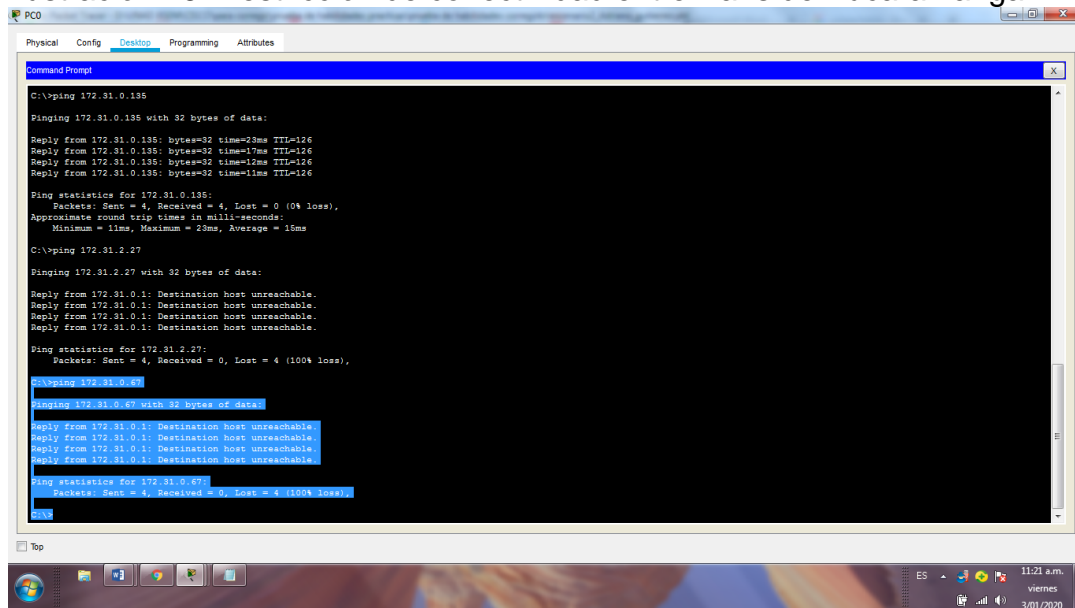 PC0
Physical Config Desktop Programming Attributes
Command Prompt
X
C:\>ping 172.31.0.135
Pinging 172.31.0.135 with 32 bytes of data:
Reply from 172.31.0.135: bytes=32 time=23ms TTL=126
Reply from 172.31.0.135: bytes=32 time=17ms TTL=126
Reply from 172.31.0.135: bytes=32 time=12ms TTL=126
Reply from 172.31.0.135: bytes=32 time=11ms TTL=126
Ping statistics for 172.31.0.135:
Packets: Sent = 4, Received = 4, Lost = 0 (0% loss),
Approximate round trip times in milli-seconds:
Minimum = 11ms, Maximum = 23ms, Average = 15ms
C:\>ping 172.31.2.27
Pinging 172.31.2.27 with 32 bytes of data:
Reply from 172.31.0.1: Destination host unreachable.
Reply from 172.31.0.1: Destination host unreachable.
Reply from 172.31.0.1: Destination host unreachable.
Reply from 172.31.0.1: Destination host unreachable.
Ping statistics for 172.31.2.27:
Packets: Sent = 4, Received = 0, Lost = 4 (100% loss),
C:\>ping 172.31.0.67
Pinging 172.31.0.67 with 32 bytes of data:
Reply from 172.31.0.1: Destination host unreachable.
Reply from 172.31.0.1: Destination host unreachable.
Reply from 172.31.0.1: Destination host unreachable.
Reply from 172.31.0.1: Destination host unreachable.
Ping statistics for 172.31.0.67:
Packets: Sent = 4, Received = 0, Lost = 4 (100% loss),
C:\>
Top
ES
11:21 a.m.
viernes
3/01/2020